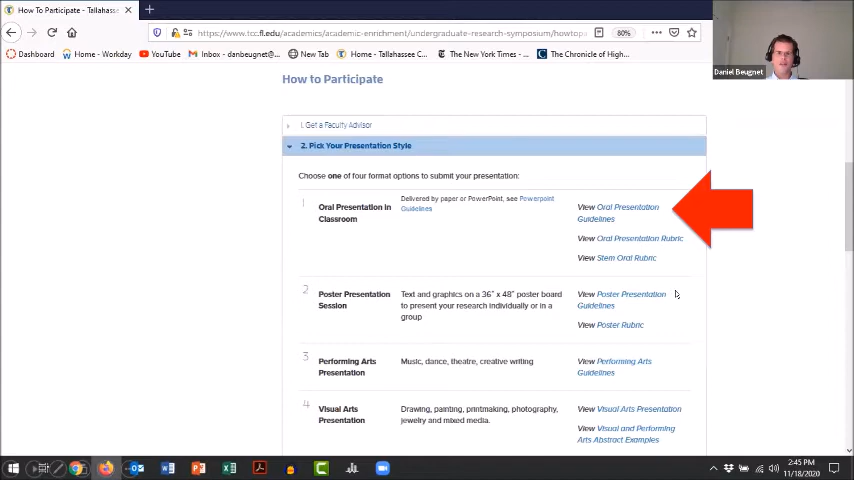 How To Participate - Tallahass
https://www.tcc.fl.edu/academics/academic-enrichment/undergraduate-research-symposium/howtopa
80%
Dashboard
Home - Workday
YouTube
Inbox - danbeugnet@...
New Tab
Home - Tallahassee C...
The New York Times -...
The Chronicle of High...
Daniel Beugnet
How to Participate
1. Get a Faculty Advisor
2. Pick Your Presentation Style
Choose one of four format options to submit your presentation:
1
Oral Presentation in
Classroom
Delivered by paper or PowerPoint, see Powerpoint
Guidelines
View Oral Presentation
Guidelines
View Oral Presentation Rubric
View Stem Oral Rubric
2
Poster Presentation
Session
Text and graphics on a 36" x 48" poster board
to present your research individually or in a
group
View Poster Presentation
Guidelines
View Poster Rubric
3
Performing Arts
Presentation
Music, dance, theatre, creative writing
View Performing Arts
Guidelines
4
Visual Arts
Presentation
Drawing, painting, printmaking, photography,
jewelry and mixed media.
View Visual Arts Presentation
View Visual and Performing
Arts Abstract Examples
2:45 PM
11/18/2020